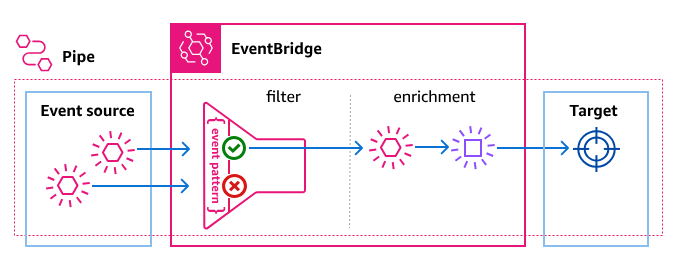 Pipe
EventBridge
Event source
filter
enrichment
Target
{ event pattern }